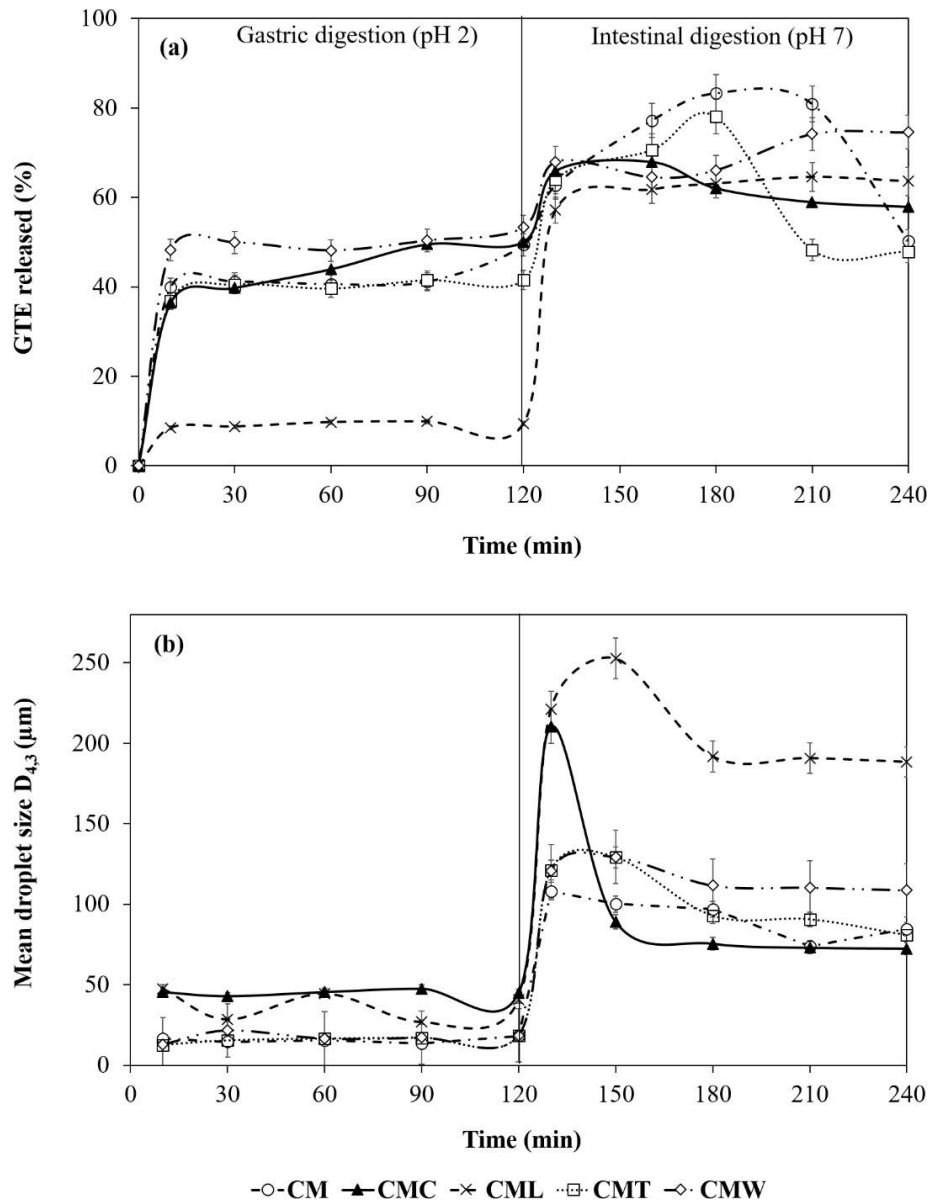 (a)
Gastric digestion (pH 2)
Intestinal digestion (pH 7)
GTE released (%)
100
80
60
40
20
0
0 30 60 90 120 150 180 210 240
Time (min)
(b)
Mean droplet size D4,3 (µm)
250
200
150
100
50
0
0 30 60 90 120 150 180 210 240
Time (min)
CM CMC CML CMT CMW